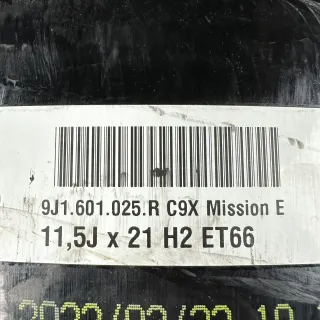 9J1.601.025.R C9X Mission E
11,5J x 21 H2 ET66